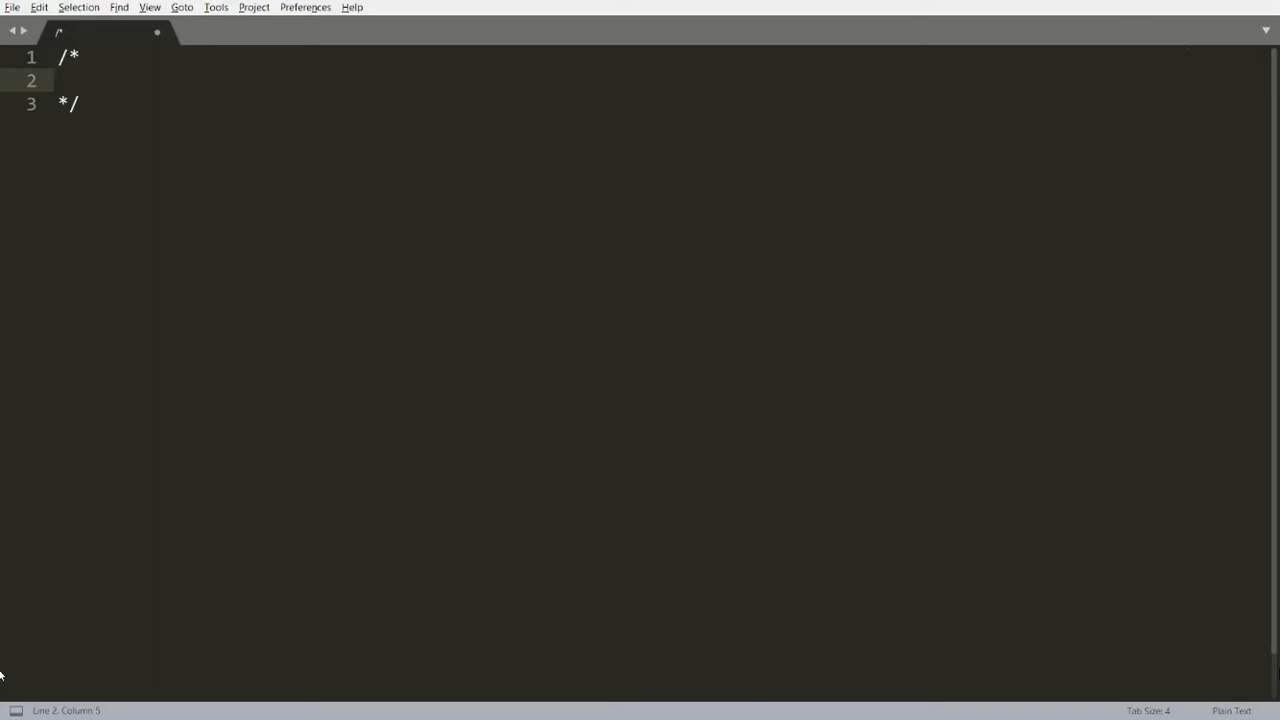 File Edit Selection Find View Goto Tools Project Preferences Help
/*
1 /*
2
3 */
Line 2, Column 5 Tab Size: 4 Plain Text